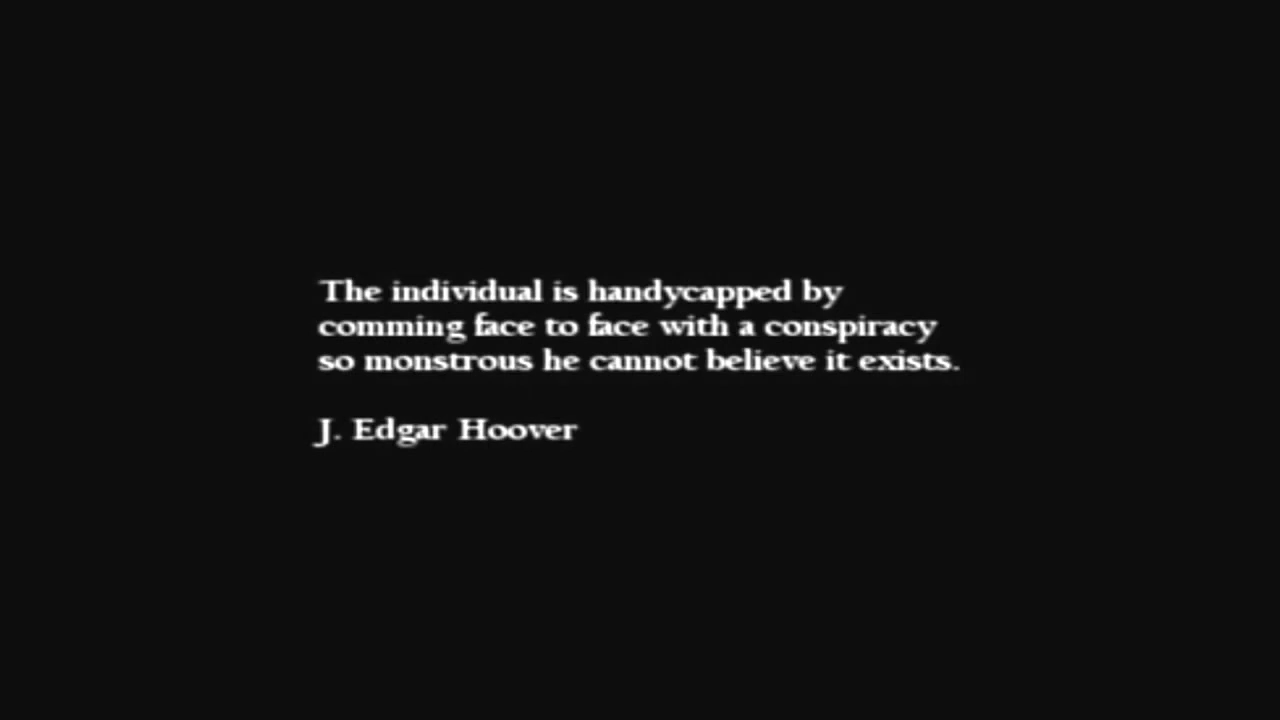 The individual is handycapped by
comming face to face with a conspiracy
so monstrous he cannot believe it exists.
J. Edgar Hoover